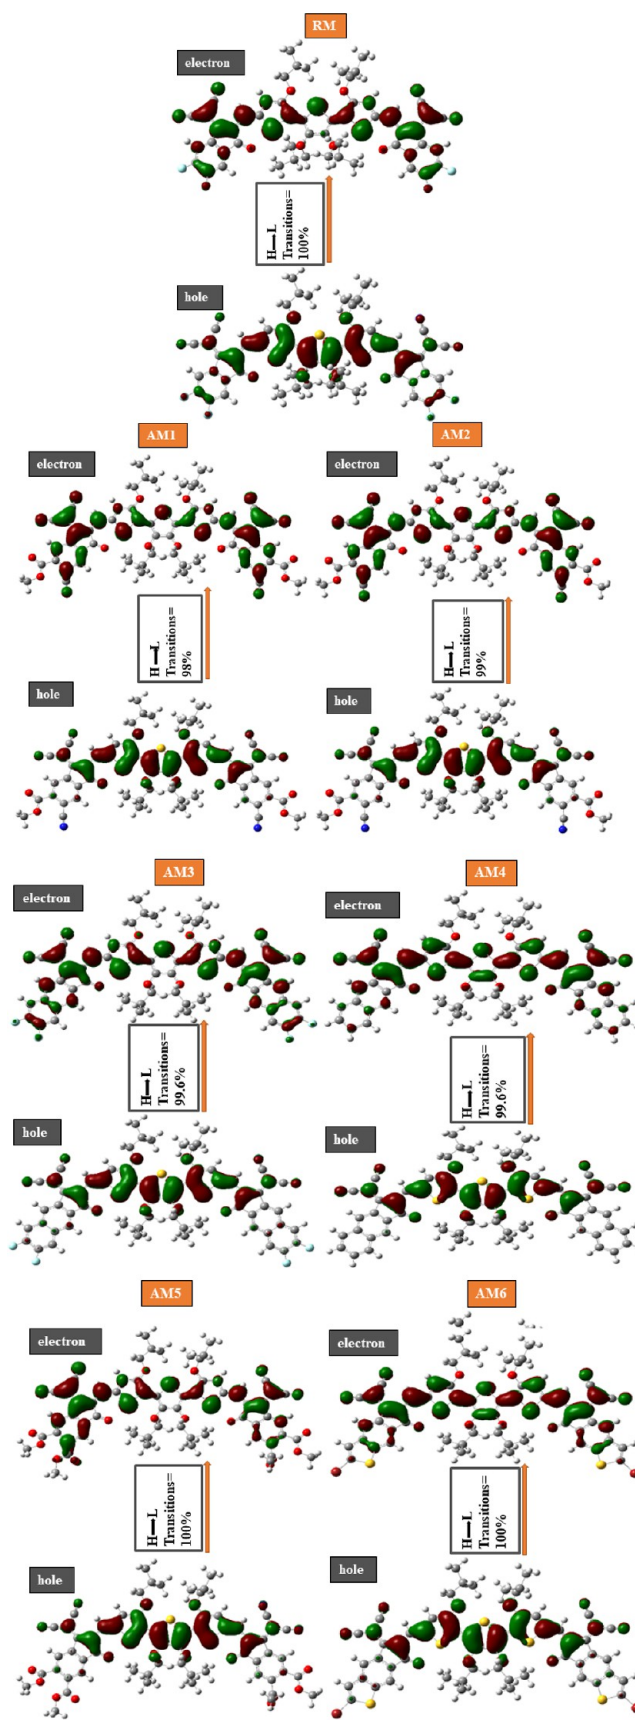 RM
electron
H→L
Transitions=
100%
hole
AM1
AM2
electron
electron
H→L
Transitions=
98%
H→L
Transitions=
99%
hole
hole
AM3
AM4
electron
electron
H→L
Transitions=
99.6%
H→L
Transitions=
99.6%
hole
hole
AM5
AM6
electron
electron
H→L
Transitions=
100%
H→L
Transitions=
100%
hole
hole